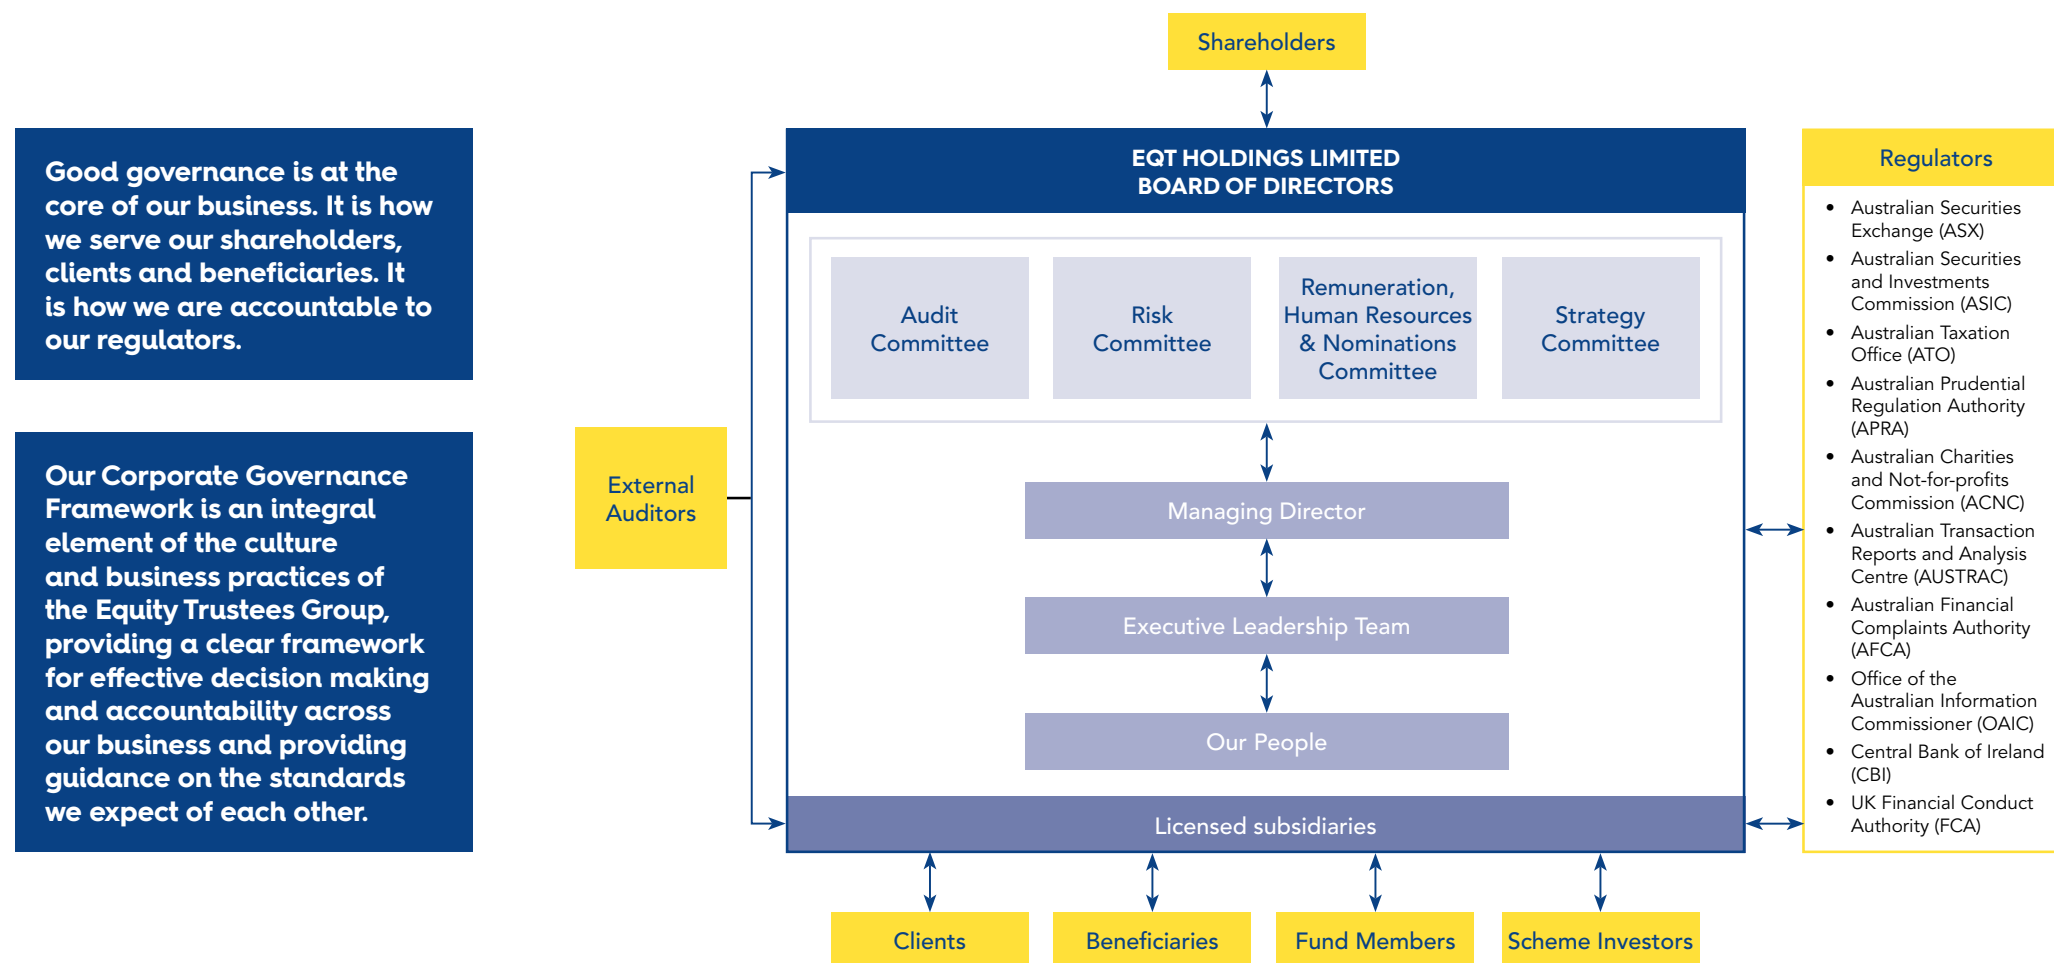 Good governance is at the
core of our business. It is how
we serve our shareholders,
clients and beneficiaries. It
is how we are accountable to
our regulators.
Our Corporate Governance
Framework is an integral
element of the culture
and business practices of
the Equity Trustees Group,
providing a clear framework
for effective decision making
and accountability across
our business and providing
guidance on the standards
we expect of each other.
Shareholders
EQT HOLDINGS LIMITED
BOARD OF DIRECTORS
Audit
Committee
Risk
Committee
Remuneration,
Human Resources
& Nominations
Committee
Strategy
Committee
External
Auditors
Managing Director
Executive Leadership Team
Our People
Licensed subsidiaries
Clients
Beneficiaries
Fund Members
Scheme Investors
Regulators
• Australian Securities
Exchange (ASX)
• Australian Securities
and Investments
Commission (ASIC)
• Australian Taxation
Office (ATO)
• Australian Prudential
Regulation Authority
(APRA)
• Australian Charities
and Not-for-profits
Commission (ACNC)
• Australian Transaction
Reports and Analysis
Centre (AUSTRAC)
• Australian Financial
Complaints Authority
(AFCA)
• Office of the
Australian Information
Commissioner (OAIC)
• Central Bank of Ireland
(CBI)
• UK Financial Conduct
Authority (FCA)